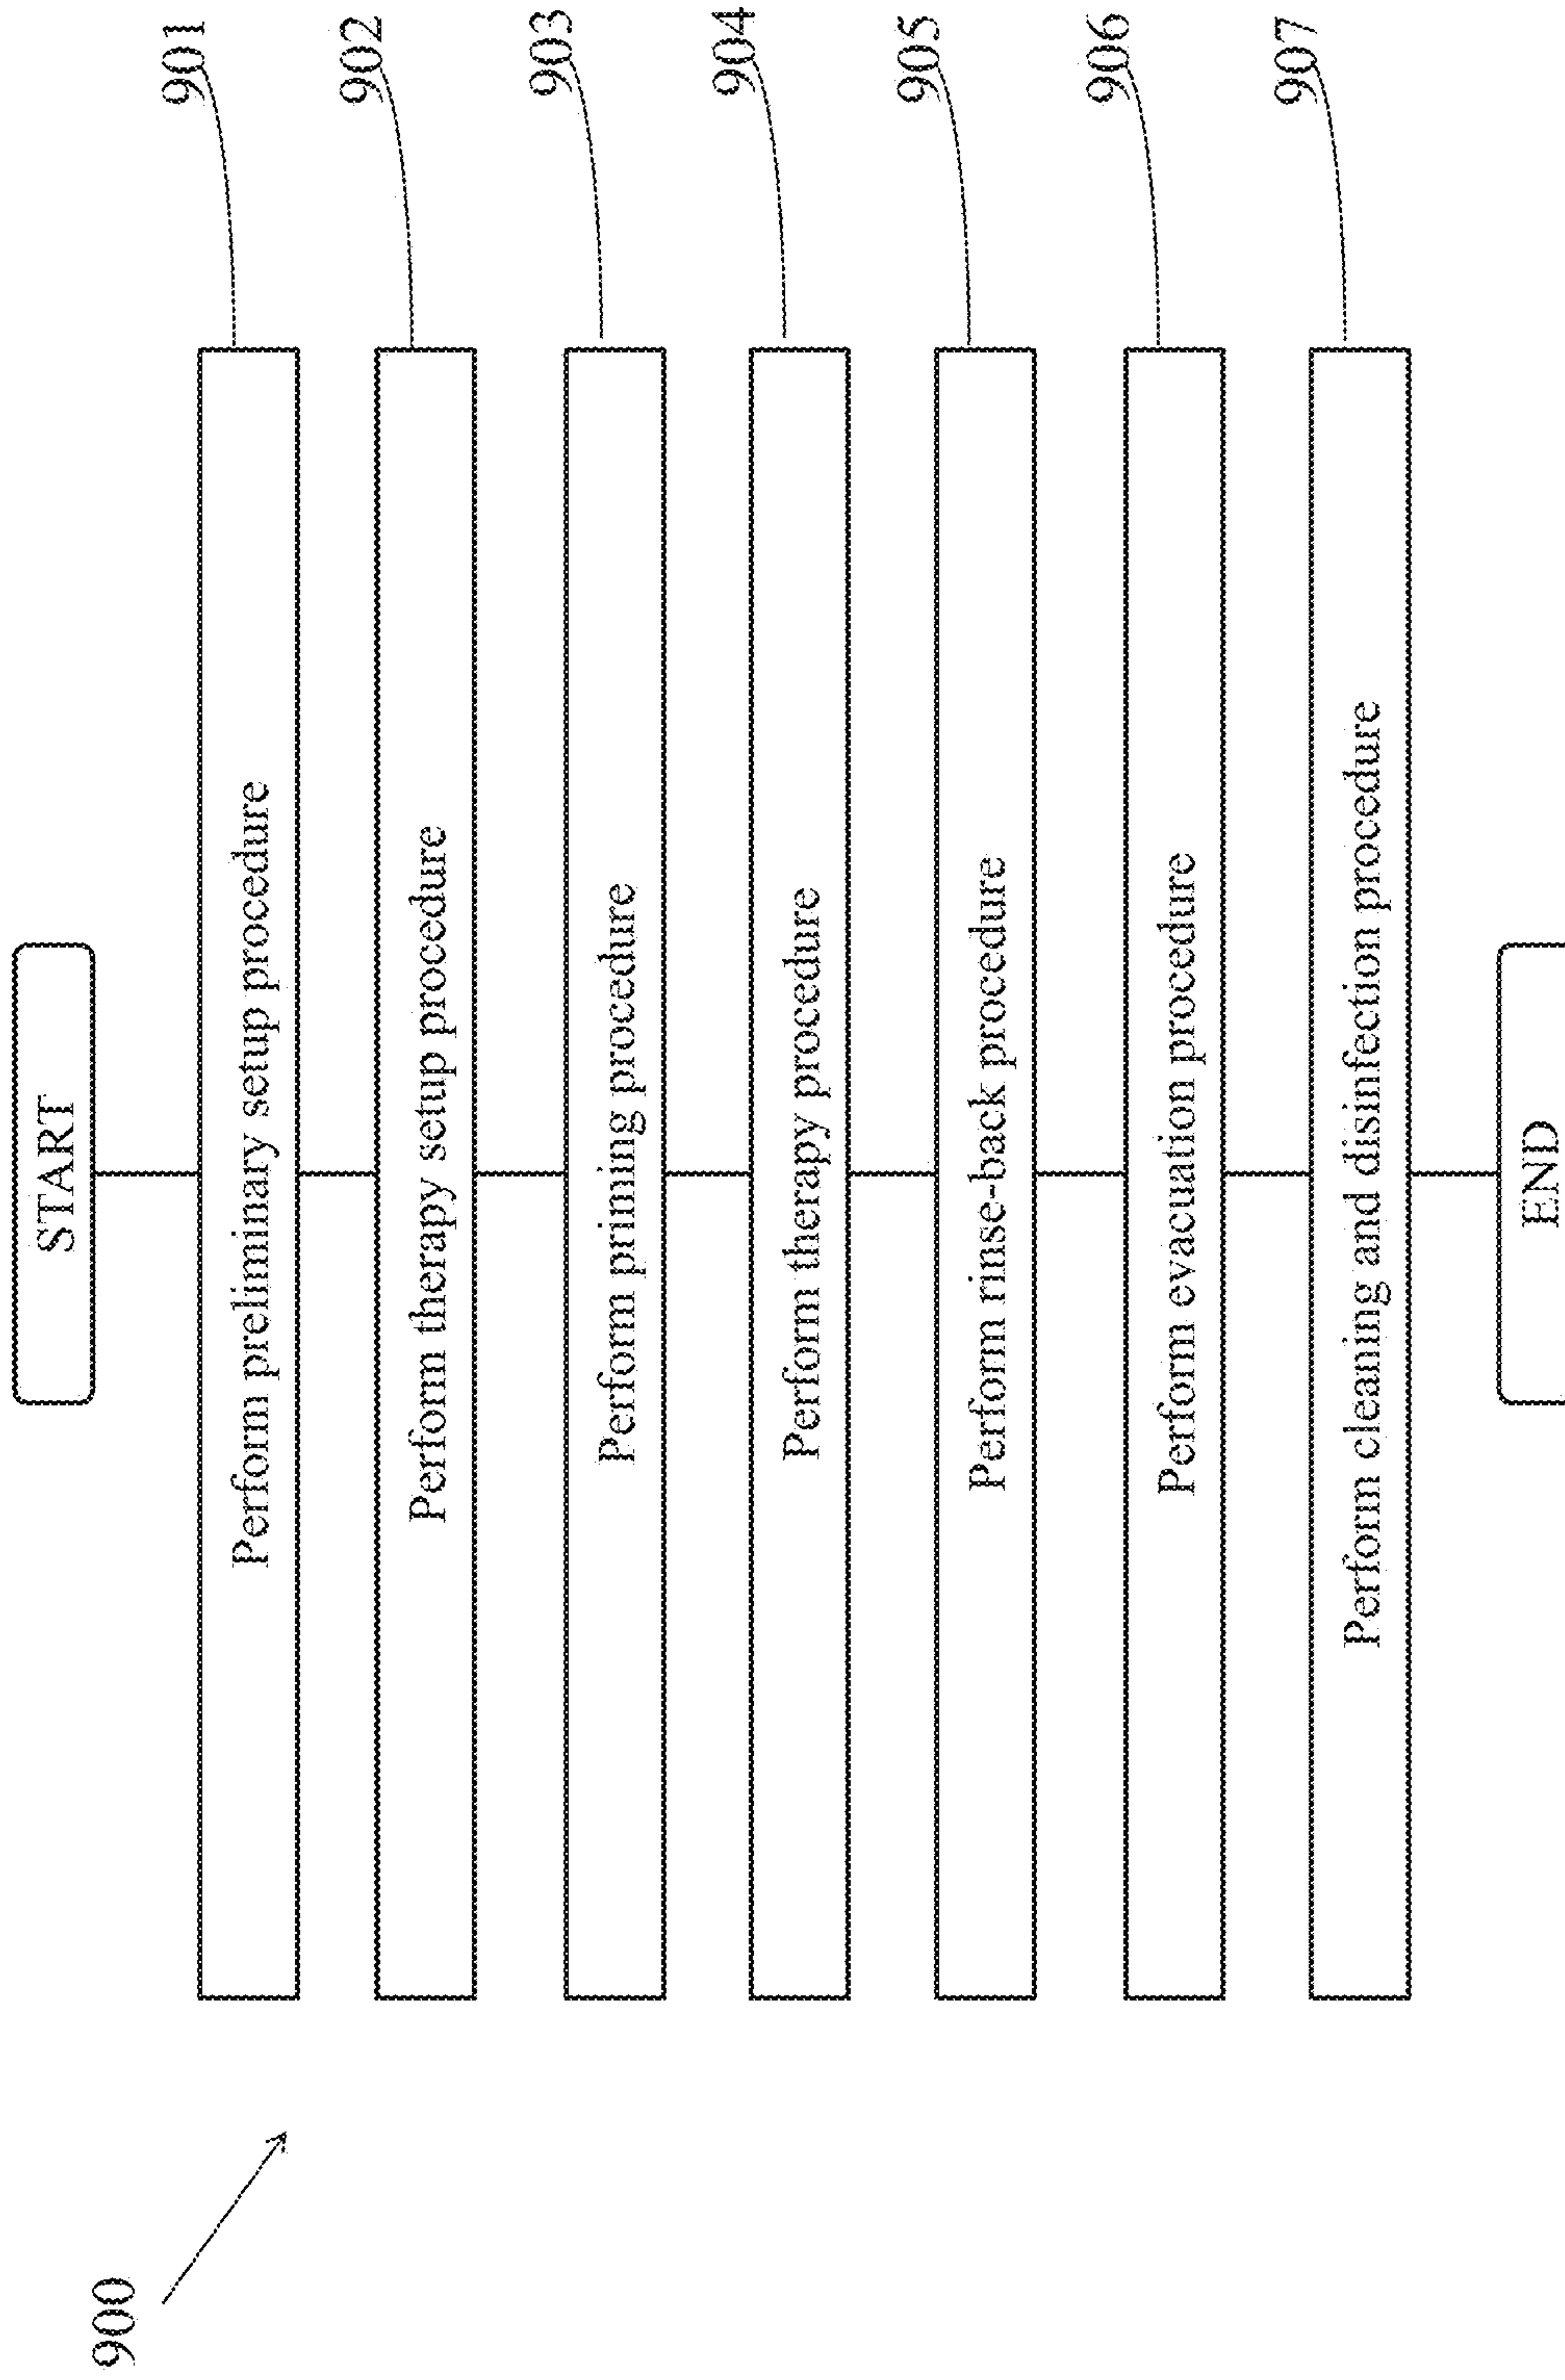 900
START
Perform preliminary setup procedure
901
Perform therapy setup procedure
902
Perform priming procedure
903
Perform therapy procedure
904
Perform rinse-back procedure
905
Perform evacuation procedure
906
Perform cleaning and disinfection procedure
907
END